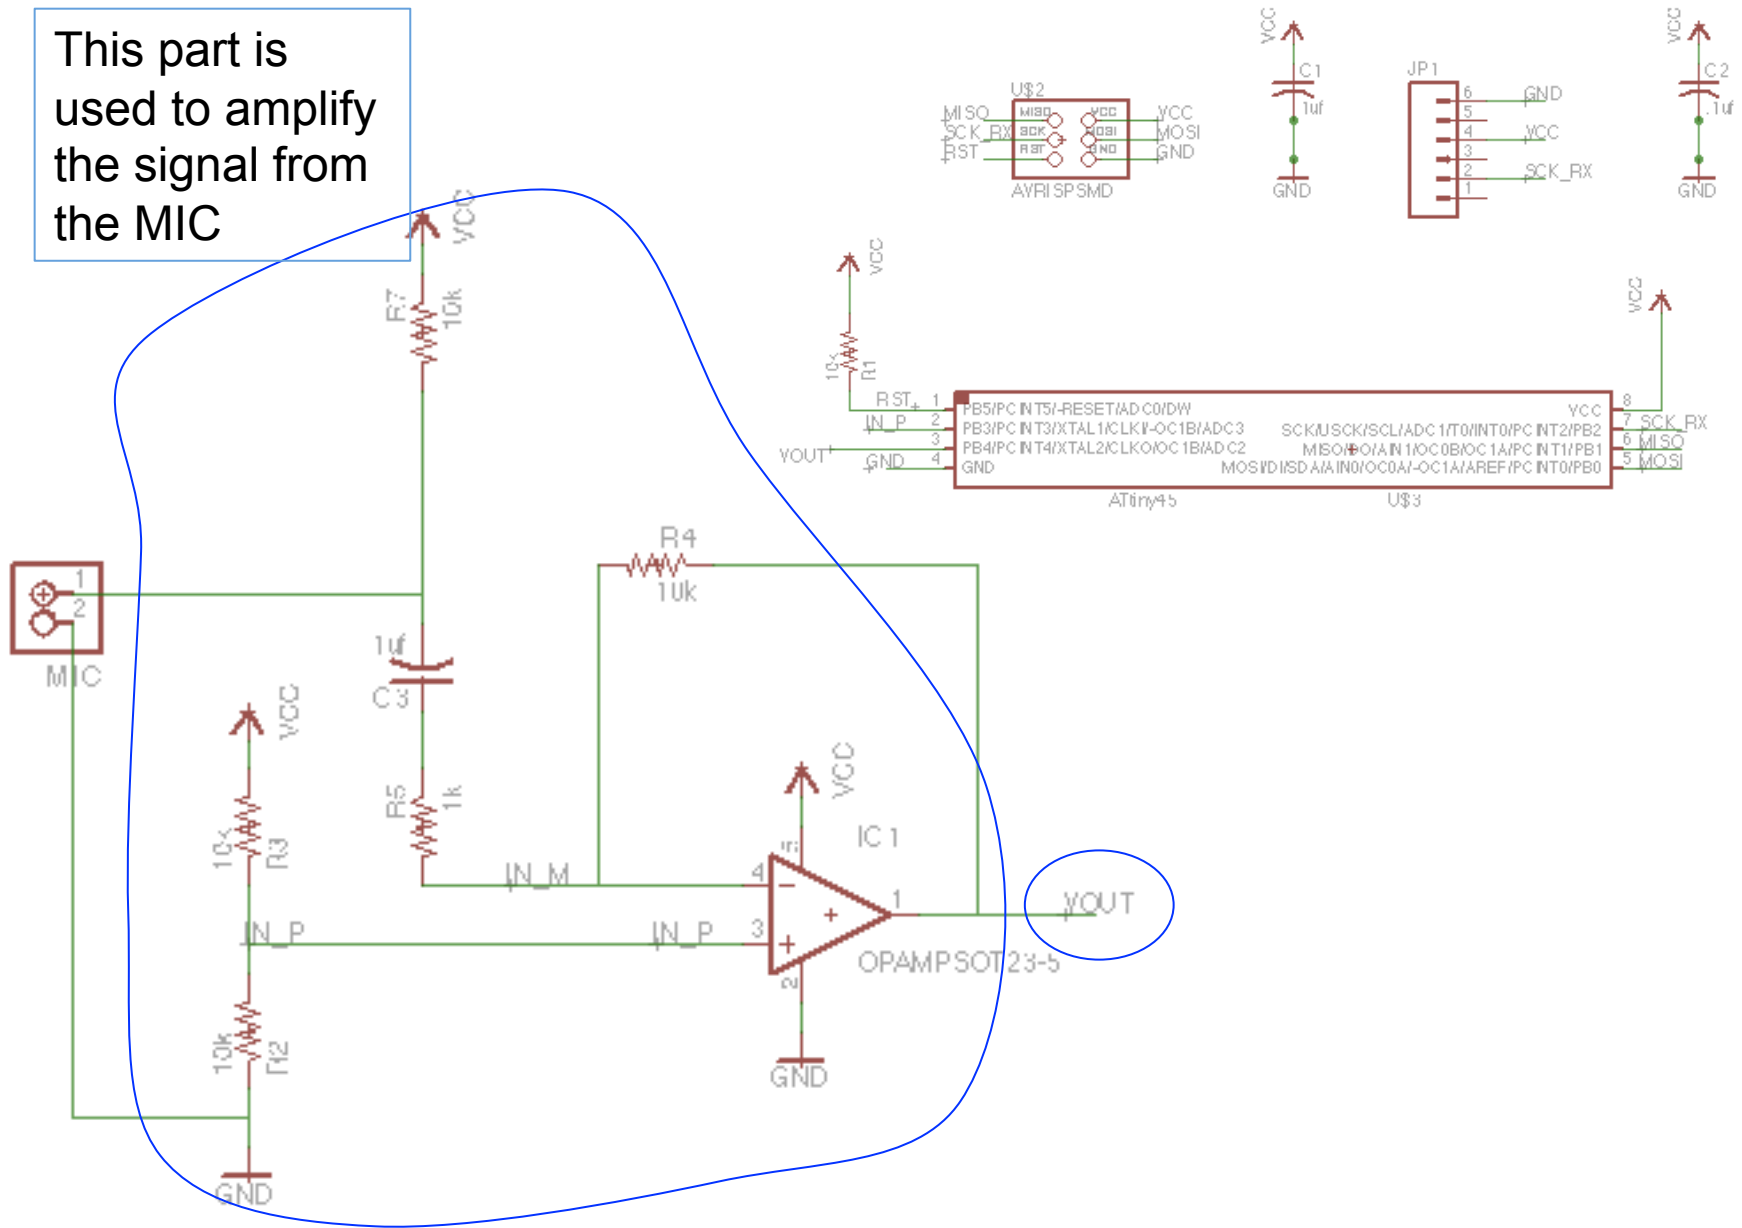 This part is
used to amplify
the signal from
the MIC
VCC
R7
10k
1
2
MIC
1uf
C3
VCC
R5
1k
10k
R3
IN_M
IN_P
IN_P
10k
R2
GND
R4
10k
VCC
IC1
5
4
3
1
2
VOUT
OPAMPSOT23-5
GND
U$2
MISO
SCK_RX
RST
MISO
SCK
RST
VCC
MOSI
GND
VCC
MOSI
GND
AVRISPSMD
VCC
C1
1uf
GND
JP1
6
5
4
3
2
1
GND
VCC
SCK_RX
VCC
C2
.1uf
GND
VCC
10k
R1
VCC
RST
IN_P
VOUT
GND
1
2
3
4
PB5/PCINT5/-RESET/ADC0/DW
PB3/PCINT3/XTAL1/CLKI/-OC1B/ADC3
PB4/PCINT4/XTAL2/CLKO/OC1B/ADC2
GND
VCC
SCK/USCK/SCL/ADC1/T0/INT0/PCINT2/PB2
MISO/DO/AIN1/OC0B/OC1A/PCINT1/PB1
MOSI/DI/SDA/AIN0/OC0A/-OC1A/AREF/PCINT0/PB0
8
7
6
5
SCK_RX
MISO
MOSI
ATtiny45
U$3